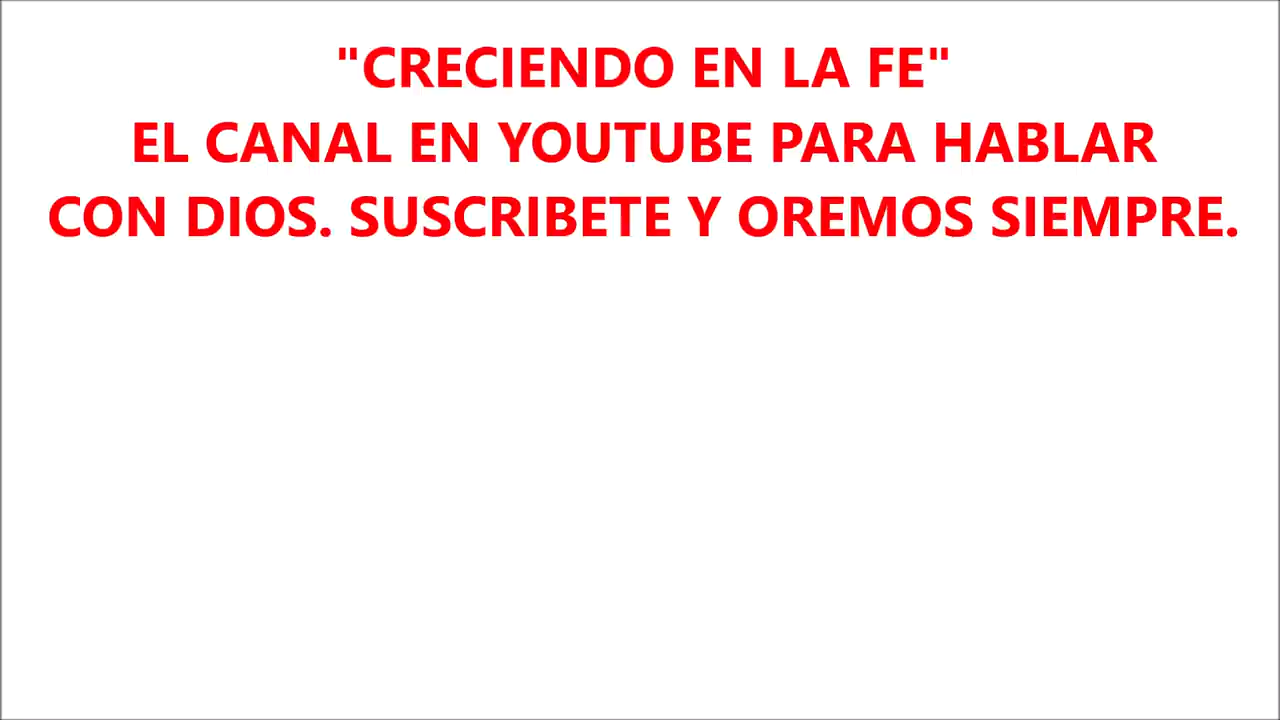 "CRECIENDO EN LA FE"
EL CANAL EN YOUTUBE PARA HABLAR
CON DIOS. SUSCRIBETE Y OREMOS SIEMPRE.